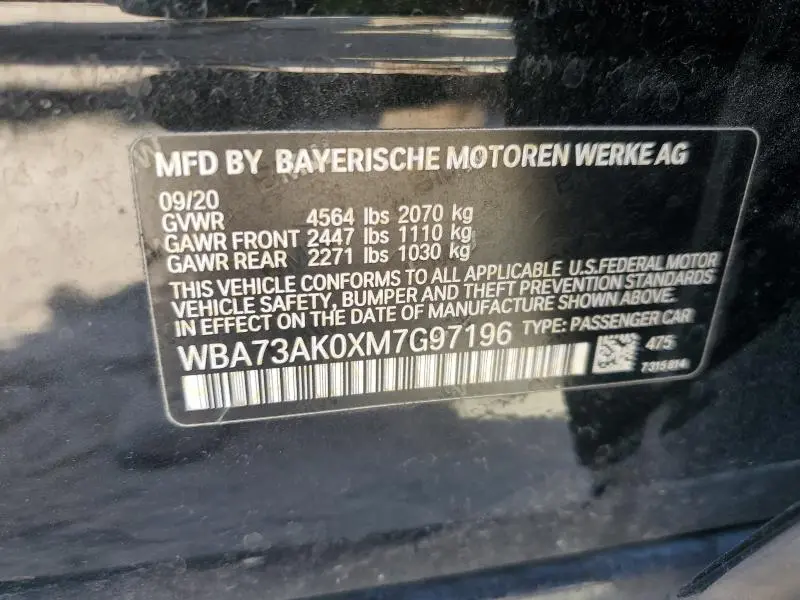 MFD BY BAYERISCHE MOTOREN WERKE AG
09/20
GVWR 4564 lbs 2070 kg
GAWR FRONT 2447 lbs 1110 kg
GAWR REAR 2271 lbs 1030 kg
THIS VEHICLE CONFORMS TO ALL APPLICABLE U.S.FEDERAL MOTOR
VEHICLE SAFETY, BUMPER AND THEFT PREVENTION STANDARDS
IN EFFECT ON THE DATE OF MANUFACTURE SHOWN ABOVE.
WBA73AK0XM7G97196 TYPE: PASSENGER CAR
475
7315814